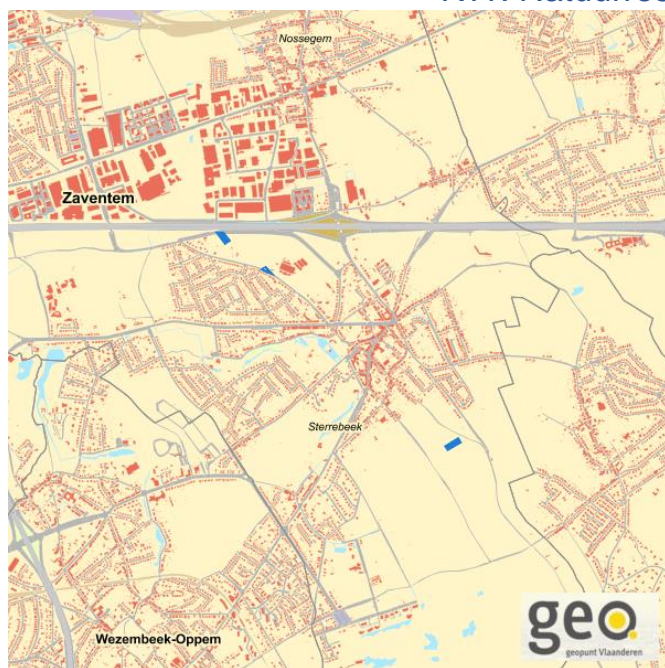 Nossegem
Zaventem
Sterrebeek
Wezembeek-Oppem
geo
geopunt Vlaanderen